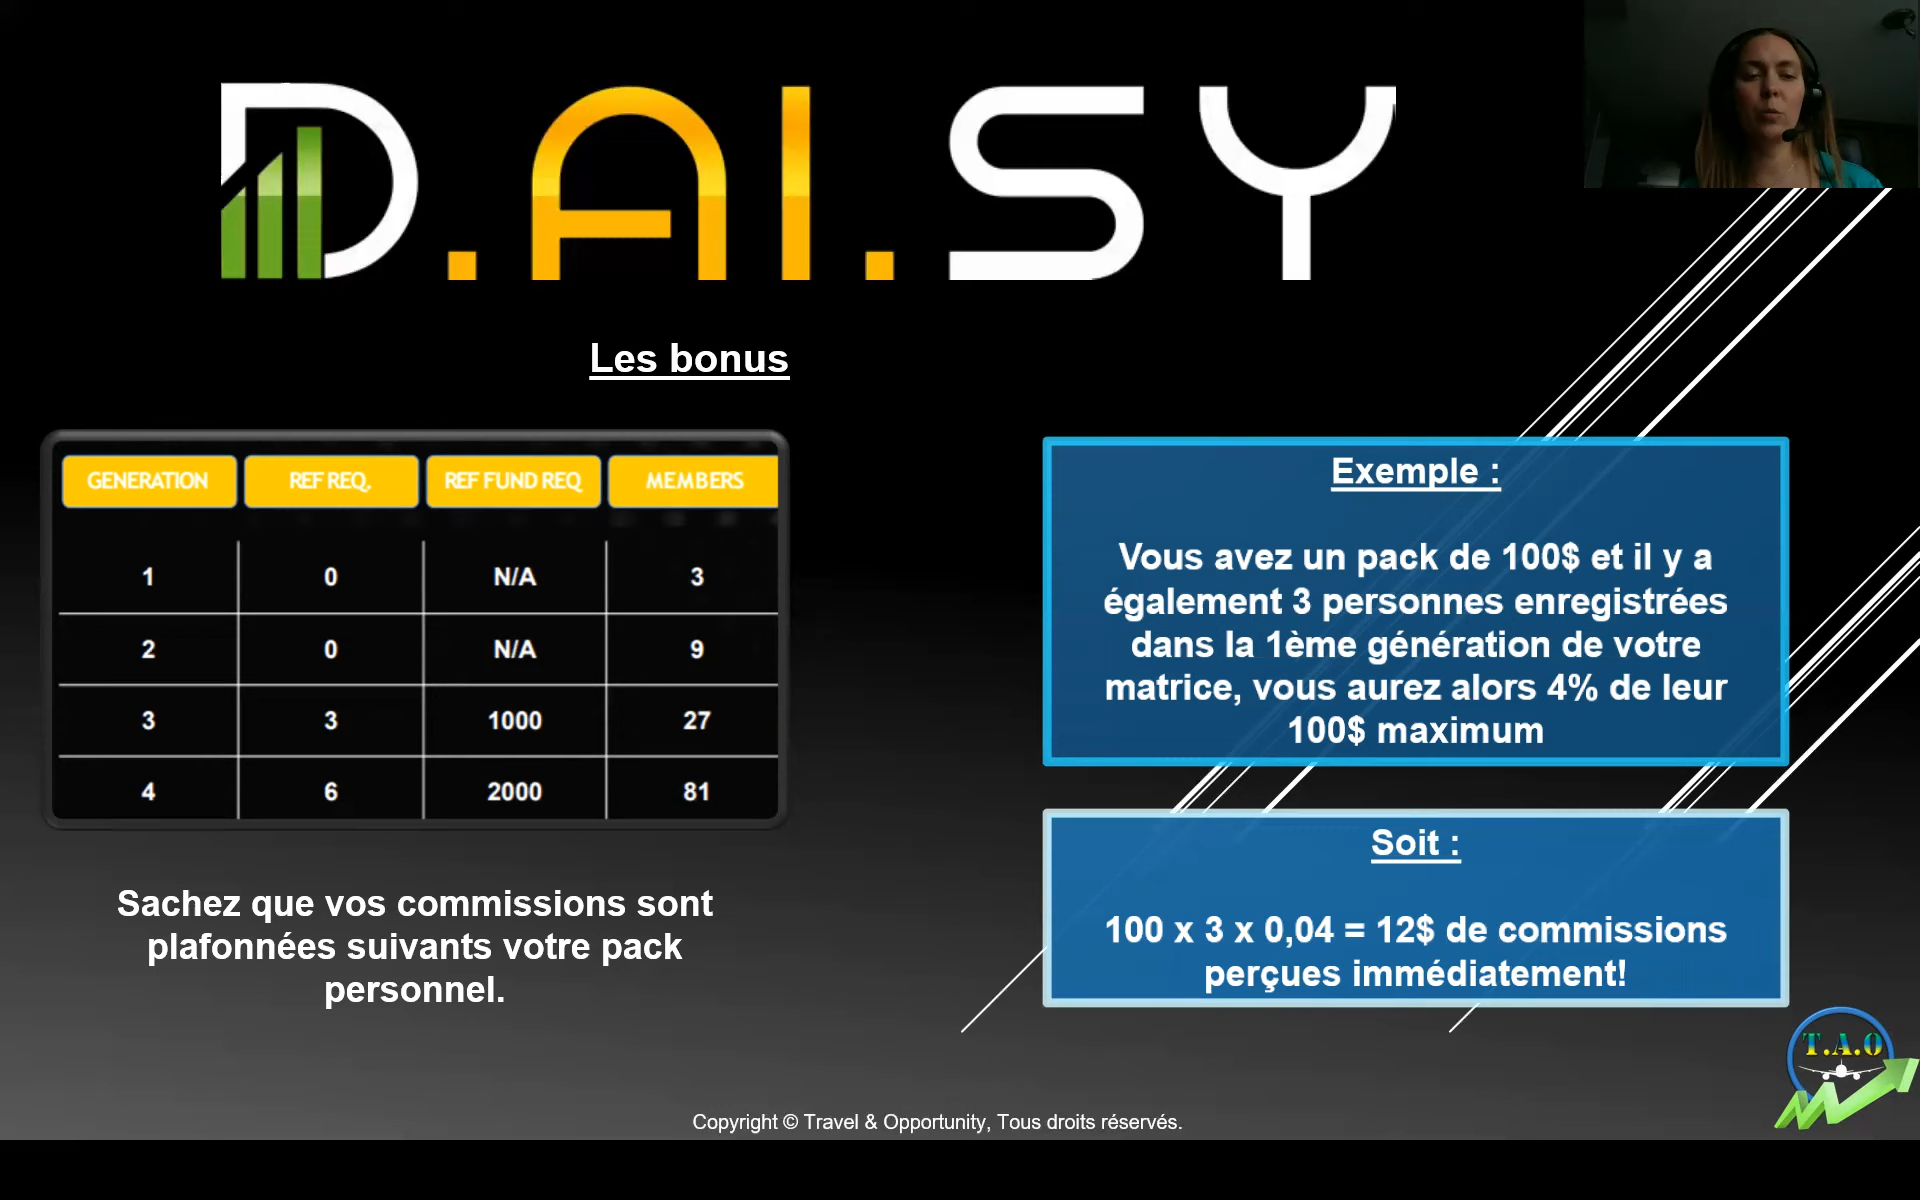 D.AI.SY
Les bonus
GENERATION REF REQ. REF FUND REQ MEMBERS
1 0 N/A 3
2 0 N/A 9
3 3 1000 27
4 6 2000 81
Sachez que vos commissions sont
plafonnées suivants votre pack
personnel.
Exemple :
Vous avez un pack de 100$ et il y a
également 3 personnes enregistrées
dans la 1ème génération de votre
matrice, vous aurez alors 4% de leur
100$ maximum
Soit :
100 x 3 x 0,04 = 12$ de commissions
perçues immédiatement!
T.A.O
Copyright © Travel & Opportunity, Tous droits réservés.